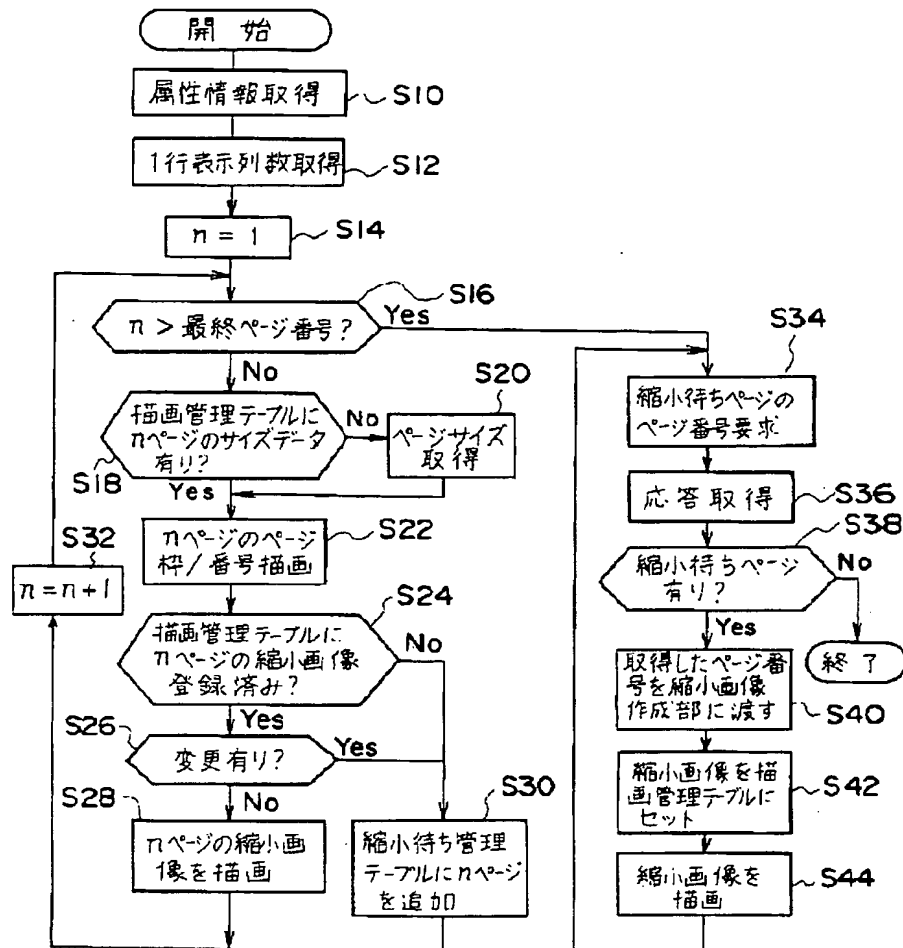 開始
属性情報取得
S10
1行表示列数取得
S12
n = 1
S14
S16
n > 最終ページ番号?
Yes
No
描画管理テーブルに
nページのサイズデータ
有り?
S18
No
Yes
S20
ページサイズ
取得
S22
nページのページ
枠/番号描画
S32
n=n+1
S24
描画管理テーブルに
nページの縮小画像
登録済み?
No
Yes
S26
変更有り?
Yes
No
S28
nページの縮小画
像を描画
S30
縮小待ち管理
テーブルにnページ
を追加
S34
縮小待ちページの
ページ番号要求
応答取得
S36
S38
縮小待ちページ
有り?
No
Yes
終了
取得したページ番
号を縮小画像
作成部に渡す
S40
縮小画像を描
画管理テーブルに
セット
S42
縮小画像を
描画
S44